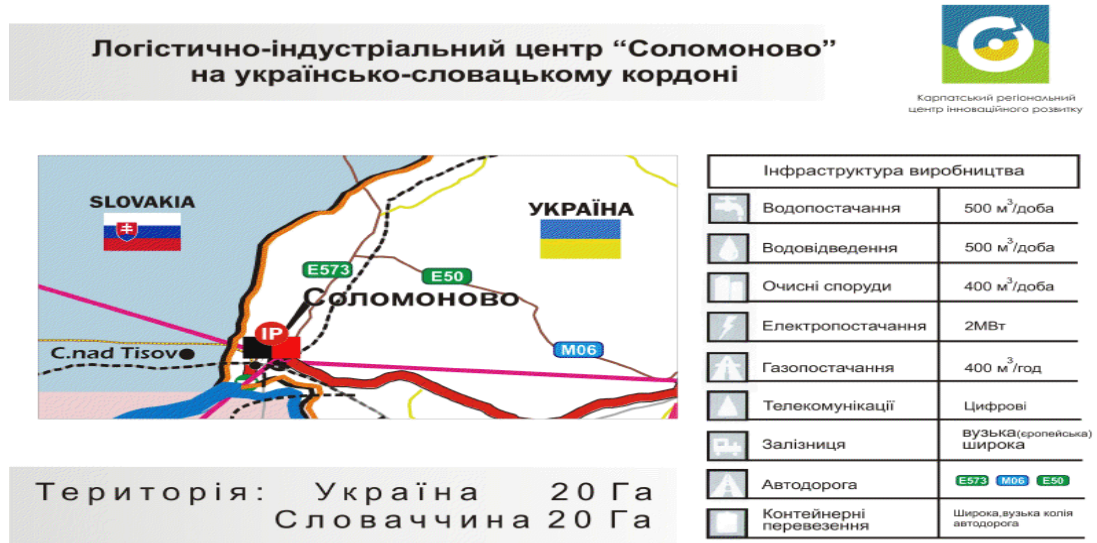 Логістично-індустріальний центр “Соломоново”
на українсько-словацькому кордоні
Карпатський регіональний
центр інноваційного розвитку
SLOVAKIA
УКРАЇНА
E573
E50
Соломоново
IP
M06
C.nad Tisov
Територія: Україна 20 Га
Словаччина 20 Га
Інфраструктура виробництва
Водопостачання 500 м³/доба
Водовідведення 500 м³/доба
Очисні споруди 400 м³/доба
Електропостачання 2МВт
Газопостачання 400 м³/год
Телекомунікації Цифрові
Залізниця вузька(єропейська)
широка
Автодорога E573 M06 E50
Контейнерні перевезення Широка,вузька колія
автодорога